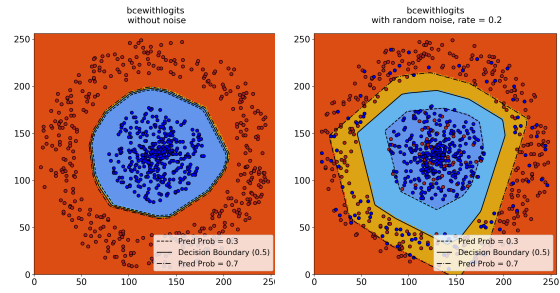 bcewithlogits
without noise
bcewithlogits
with random noise, rate = 0.2
250
200
150
100
50
0
0
50
100
150
200
Pred Prob = 0.3
Decision Boundary (0.5)
Pred Prob = 0.7
250
200
150
100
50
0
0
50
100
150
200
250
Pred Prob = 0.3
Decision Boundary (0.5)
Pred Prob = 0.7